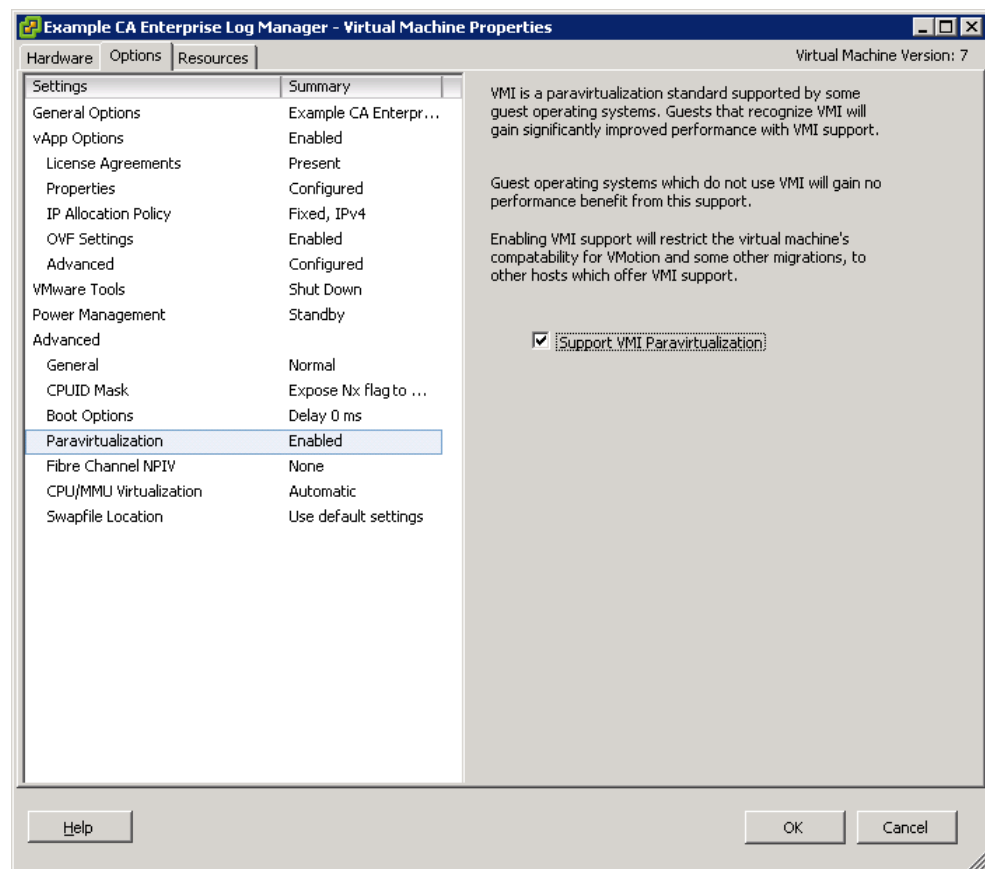 Example CA Enterprise Log Manager - Virtual Machine Properties
Hardware Options Resources Virtual Machine Version: 7
Settings Summary
General Options Example CA Enterpr...
vApp Options Enabled
License Agreements Present
Properties Configured
IP Allocation Policy Fixed, IPv4
OVF Settings Enabled
Advanced Configured
VMware Tools Shut Down
Power Management Standby
Advanced
General Normal
CPUID Mask Expose Nx flag to ...
Boot Options Delay 0 ms
Paravirtualization Enabled
Fibre Channel NPIV None
CPU/MMU Virtualization Automatic
Swapfile Location Use default settings
VMI is a paravirtualization standard supported by some
guest operating systems. Guests that recognize VMI will
gain significantly improved performance with VMI support.
Guest operating systems which do not use VMI will gain no
performance benefit from this support.
Enabling VMI support will restrict the virtual machine's
compatability for VMotion and some other migrations, to
other hosts which offer VMI support.
Support VMI Paravirtualization
Help OK Cancel